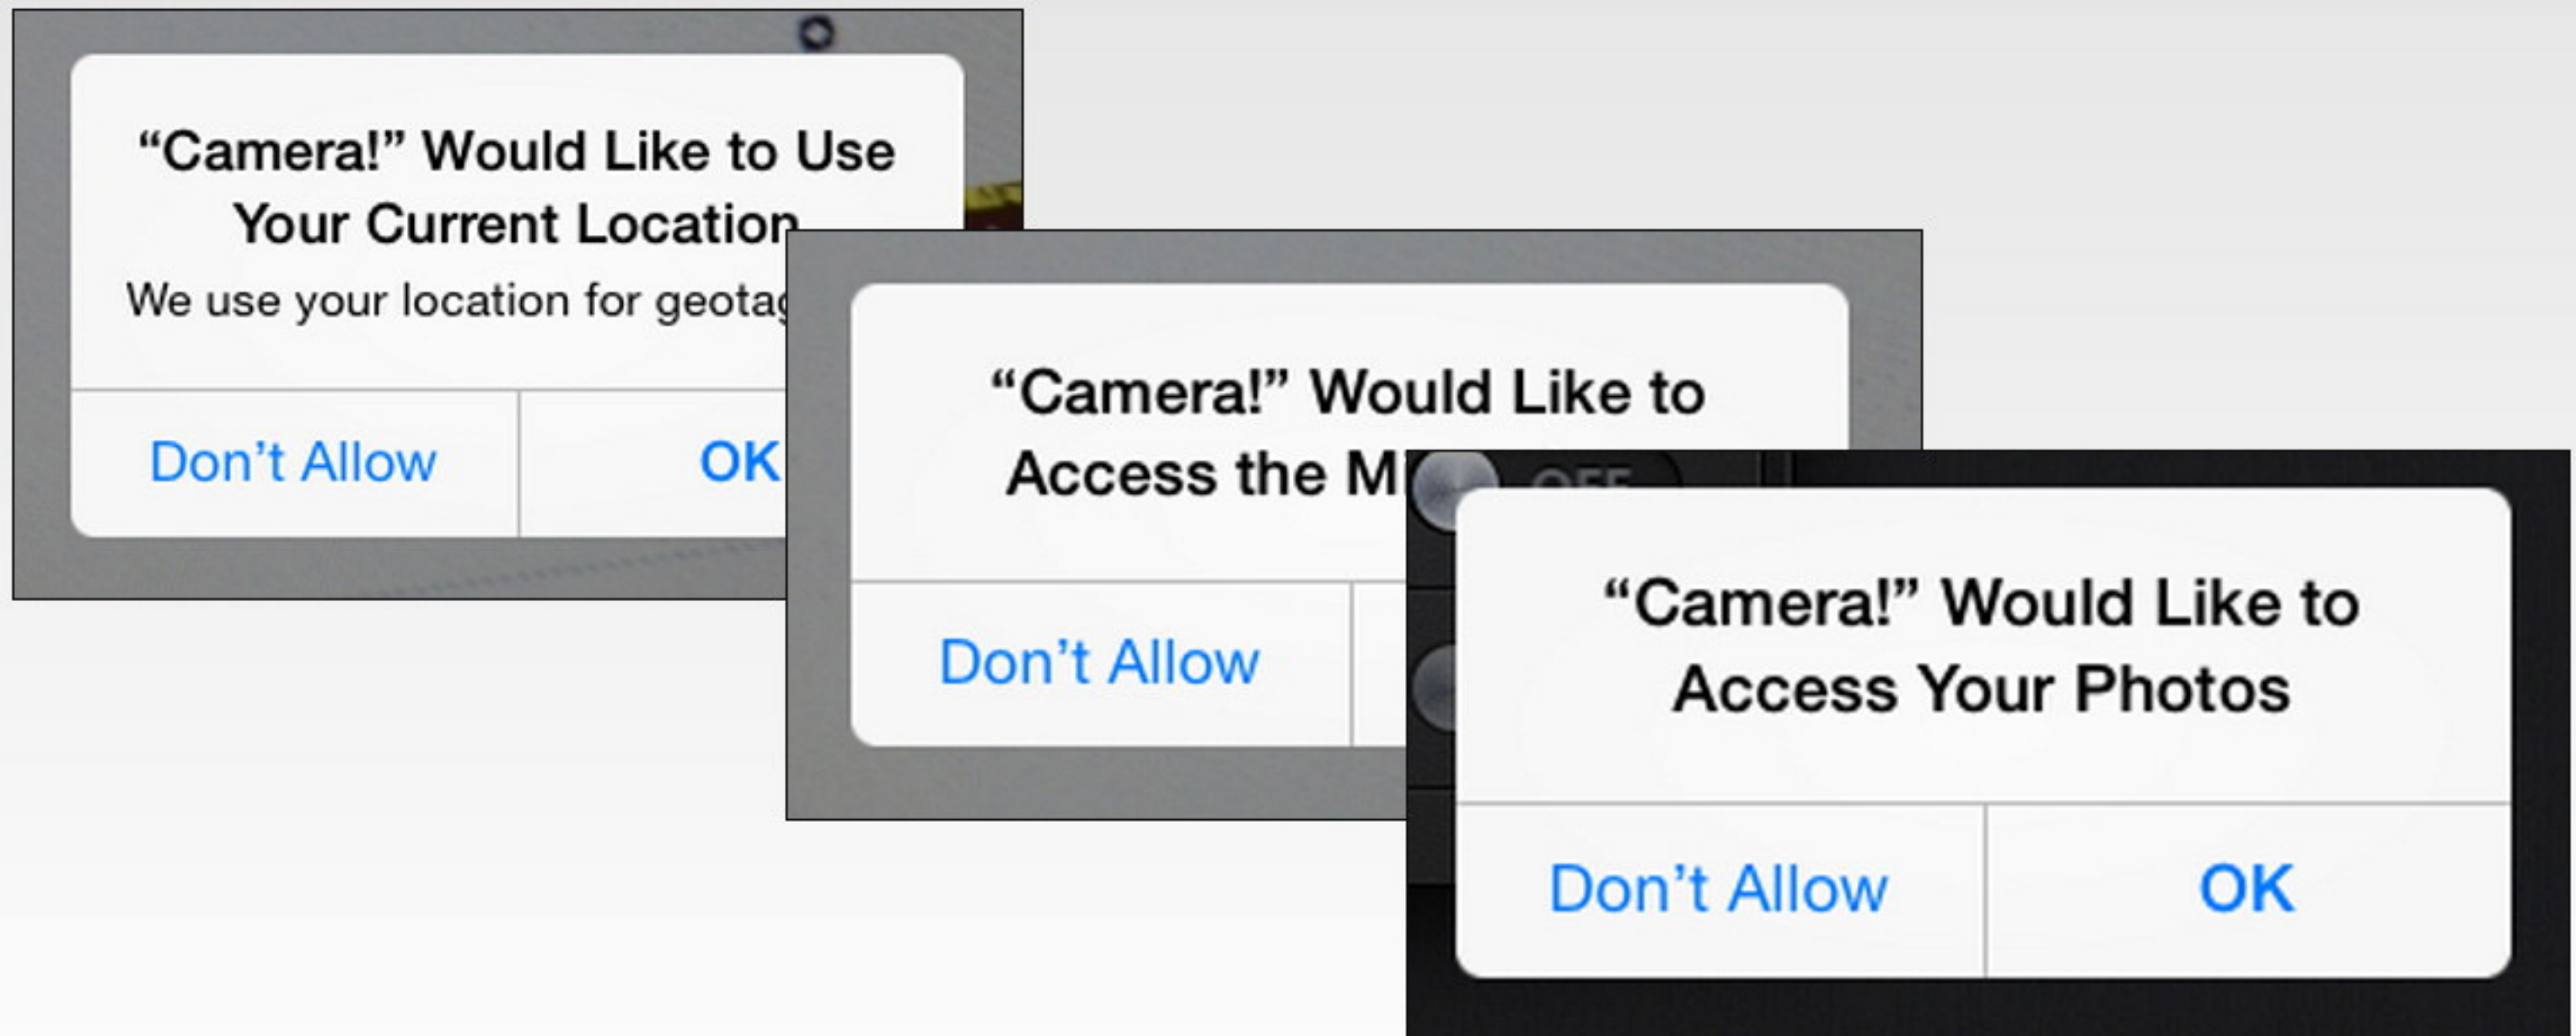 “Camera!” Would Like to Use
Your Current Location
We use your location for
Don’t Allow
OK
“Camera!” Would Like to
Access the
Don’t Allow
OFF
“Camera!” Would Like to
Access Your Photos
Don’t Allow
OK